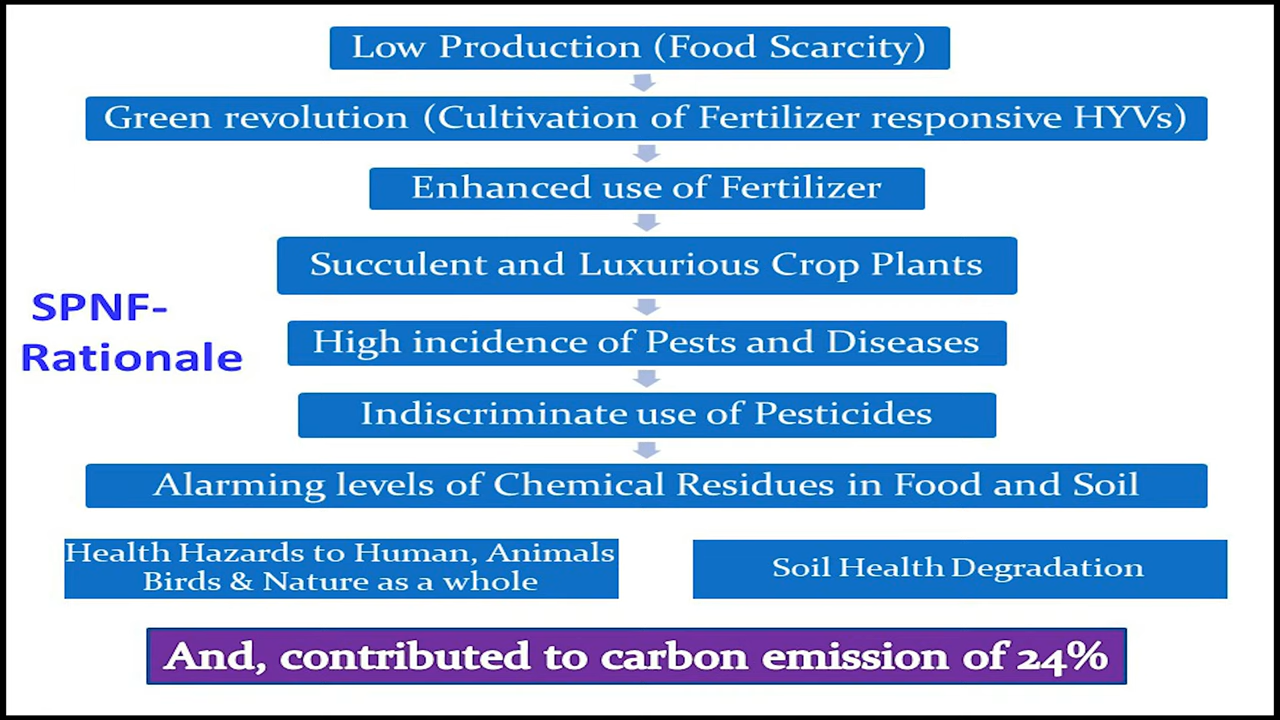 Low Production (Food Scarcity)
Green revolution (Cultivation of Fertilizer responsive HYVs)
Enhanced use of Fertilizer
Succulent and Luxurious Crop Plants
SPNF-
Rationale
High incidence of Pests and Diseases
Indiscriminate use of Pesticides
Alarming levels of Chemical Residues in Food and Soil
Health Hazards to Human, Animals
Birds & Nature as a whole
Soil Health Degradation
And, contributed to carbon emission of 24%